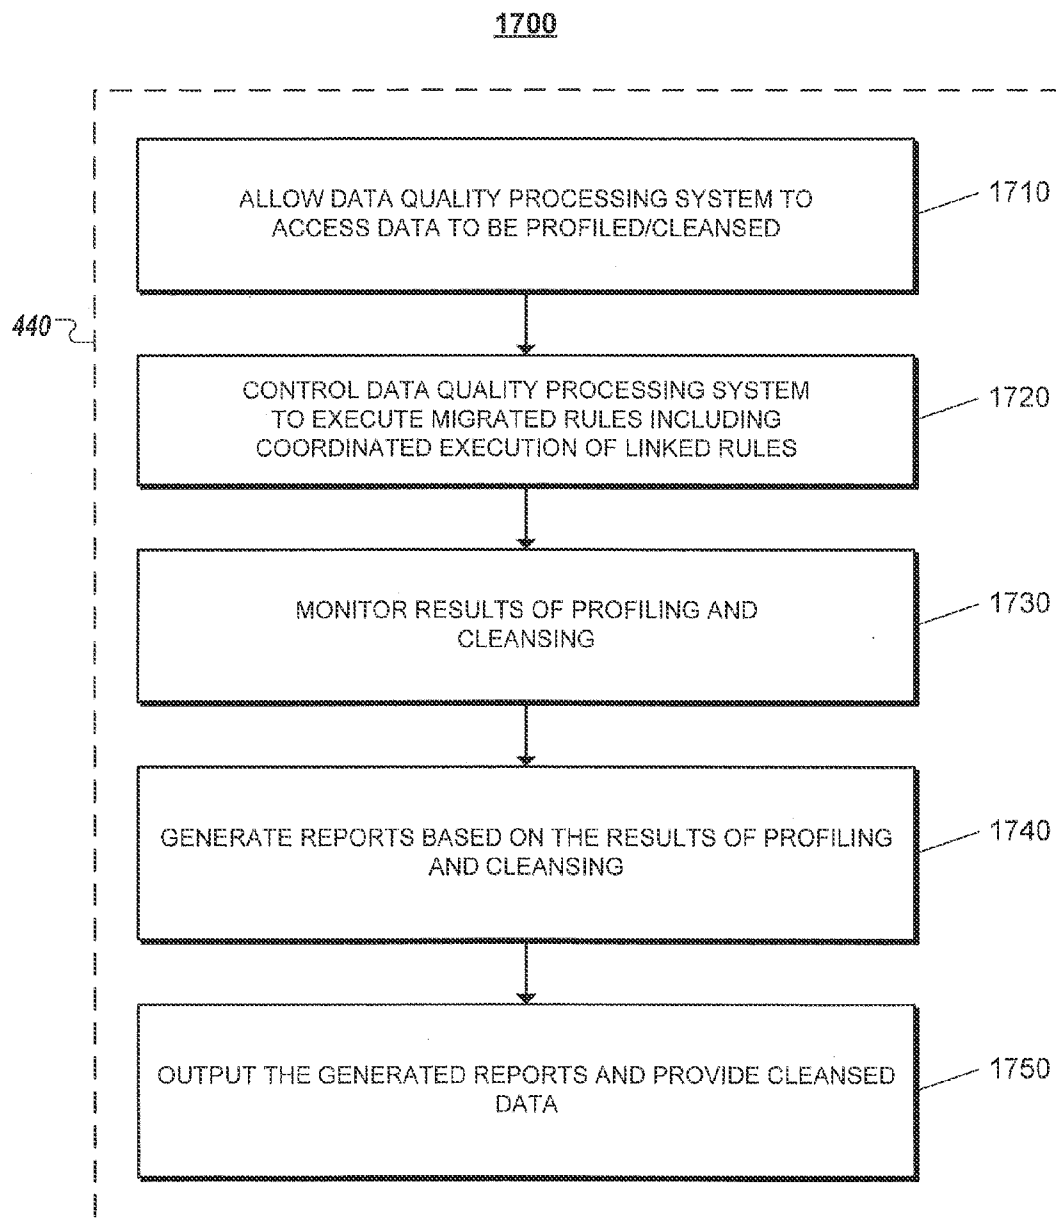 1700
ALLOW DATA QUALITY PROCESSING SYSTEM TO
ACCESS DATA TO BE PROFILED/CLEANSED
1710
440
CONTROL DATA QUALITY PROCESSING SYSTEM
TO EXECUTE MIGRATED RULES INCLUDING
COORDINATED EXECUTION OF LINKED RULES
1720
MONITOR RESULTS OF PROFILING AND
CLEANSING
1730
GENERATE REPORTS BASED ON THE RESULTS OF PROFILING
AND CLEANSING
1740
OUTPUT THE GENERATED REPORTS AND PROVIDE CLEANSED
DATA
1750